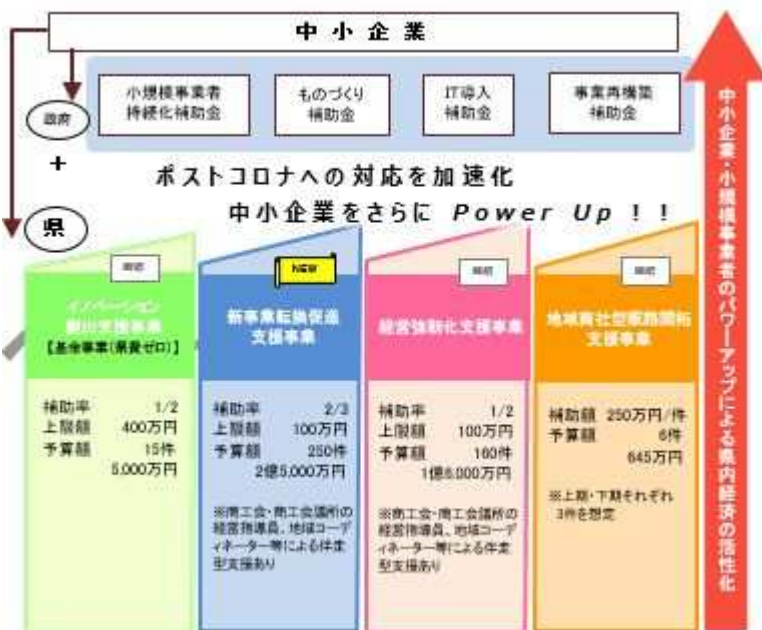 中小企業
小規模事業者
持続化補助金
ものづくり
補助金
IT導入
補助金
事業再構築
補助金
政府
+
ポストコロナへの対応を加速化
中小企業をさらに Power Up !!
県
継続
NEW
継続
継続
イノベーション
創出支援事業
【基金事業(県費ゼロ)】
新事業転換促進
支援事業
経営強靭化支援事業
地域商社型販路開拓
支援事業
補助率 1/2
上限額 400万円
予算額 15件
5,000万円
補助率 2/3
上限額 100万円
予算額 250件
2億5,000万円
※商工会・商工会議所の
経営指導員、地域コーデ
ィネーター等による伴走
型支援あり
補助率 1/2
上限額 100万円
予算額 160件
1億6,000万円
※商工会・商工会議所の
経営指導員、地域コーデ
ィネーター等による伴走
型支援あり
補助額 250万円/件
予算額 6件
645万円
※上期・下期それぞれ
3件を想定
中小企業・小規模事業者のパワーアップによる県内経済の活性化